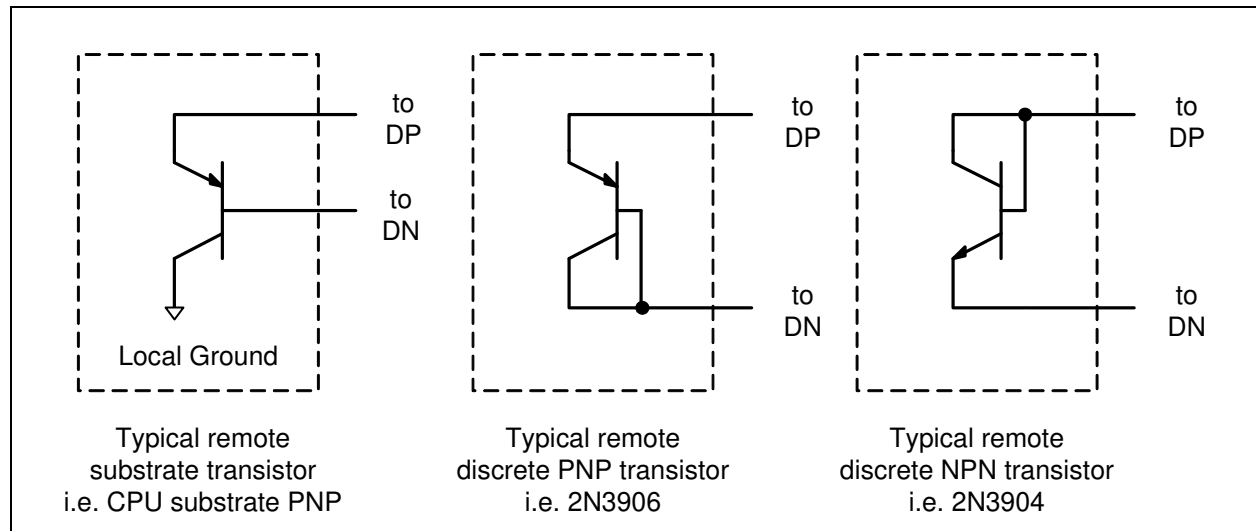 to
DP
to
DN
Local Ground
Typical remote
substrate transistor
i.e. CPU substrate PNP
to
DP
to
DN
Typical remote
discrete PNP transistor
i.e. 2N3906
to
DP
to
DN
Typical remote
discrete NPN transistor
i.e. 2N3904